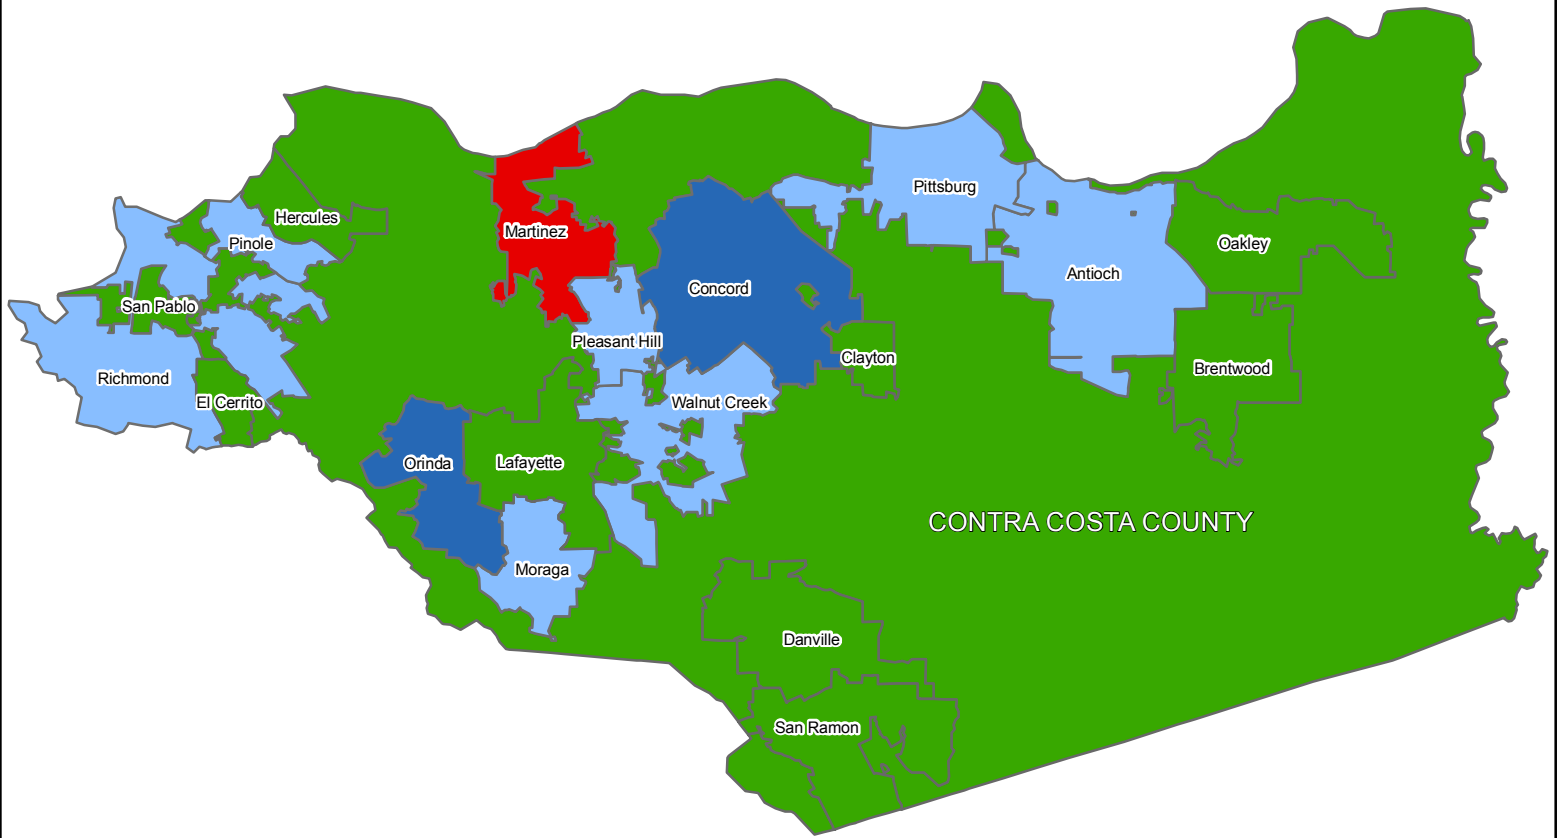 Pittsburg
Hercules
Martinez
Pinole
Oakley
Antioch
Concord
San Pablo
Pleasant Hill
Clayton
Brentwood
Richmond
El Cerrito
Walnut Creek
Orinda
Lafayette
CONTRA COSTA COUNTY
Moraga
Danville
San Ramon